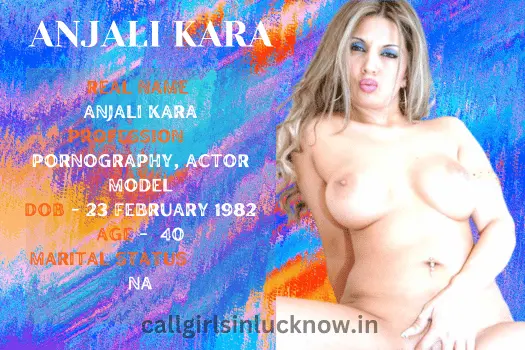 ANJALI KARA
REAL NAME
ANJALI KARA
PROFESSION
PORNOGRAPHY, ACTOR
MODEL
DOB - 23 FEBRUARY 1982
AGE - 40
MARITAL STATUS
NA
callgirlsinlucknow.in